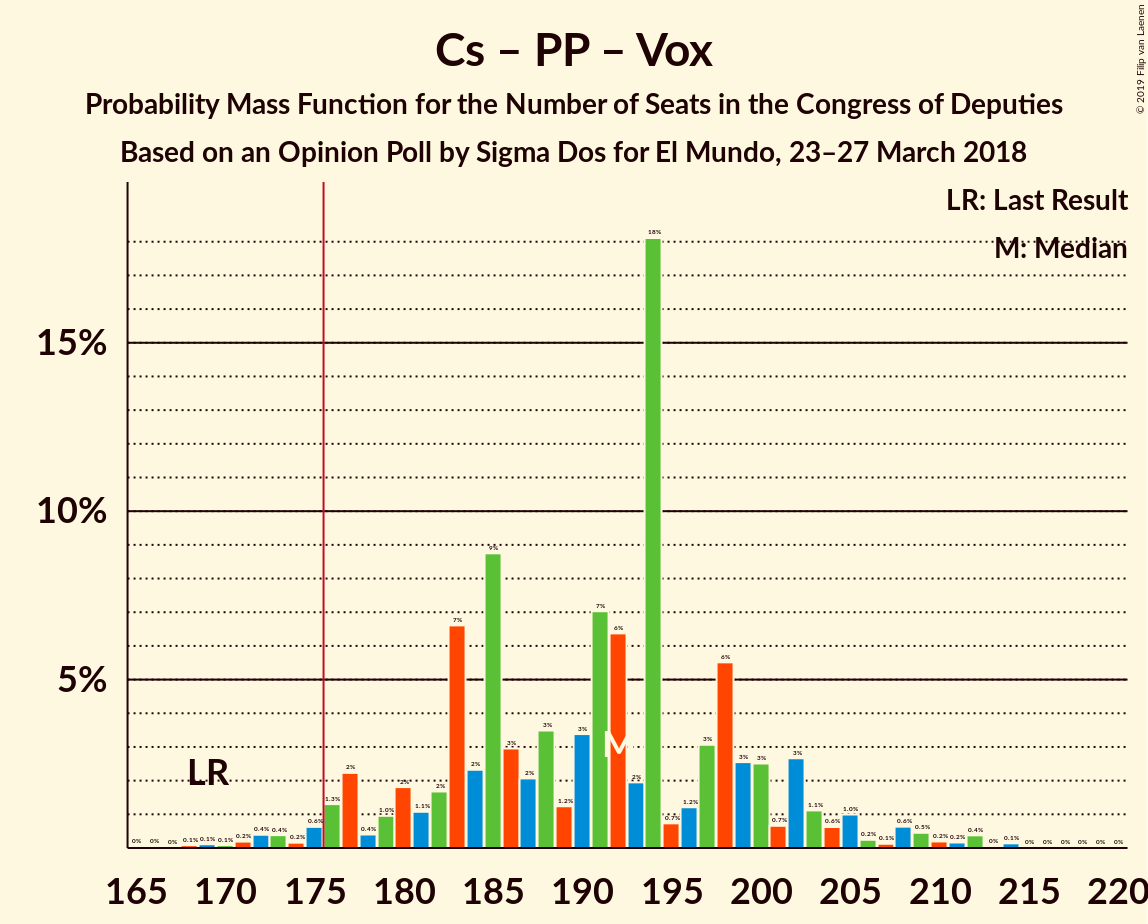 Cs – PP – Vox
Probability Mass Function for the Number of Seats in the Congress of Deputies
Based on an Opinion Poll by Sigma Dos for El Mundo, 23–27 March 2018
© 2019 Filip van Laenen
LR: Last Result
M: Median
15%
10%
5%
LR
M
0% 0% 0% 0.1% 0.1% 0.1% 0.2% 0.4% 0.4% 0.2% 0.6% 1.3% 2% 0.4% 1.0% 2% 1.1% 2% 7% 2% 9% 3% 2% 3% 1.2% 3% 7% 6% 2% 18% 0.7% 1.2% 3% 6% 3% 3% 0.7% 3% 1.1% 0.6% 1.0% 0.2% 0.1% 0.6% 0.5% 0.2% 0.2% 0.4% 0% 0.1% 0% 0% 0% 0% 0% 0%
165 170 175 180 185 190 195 200 205 210 215 220